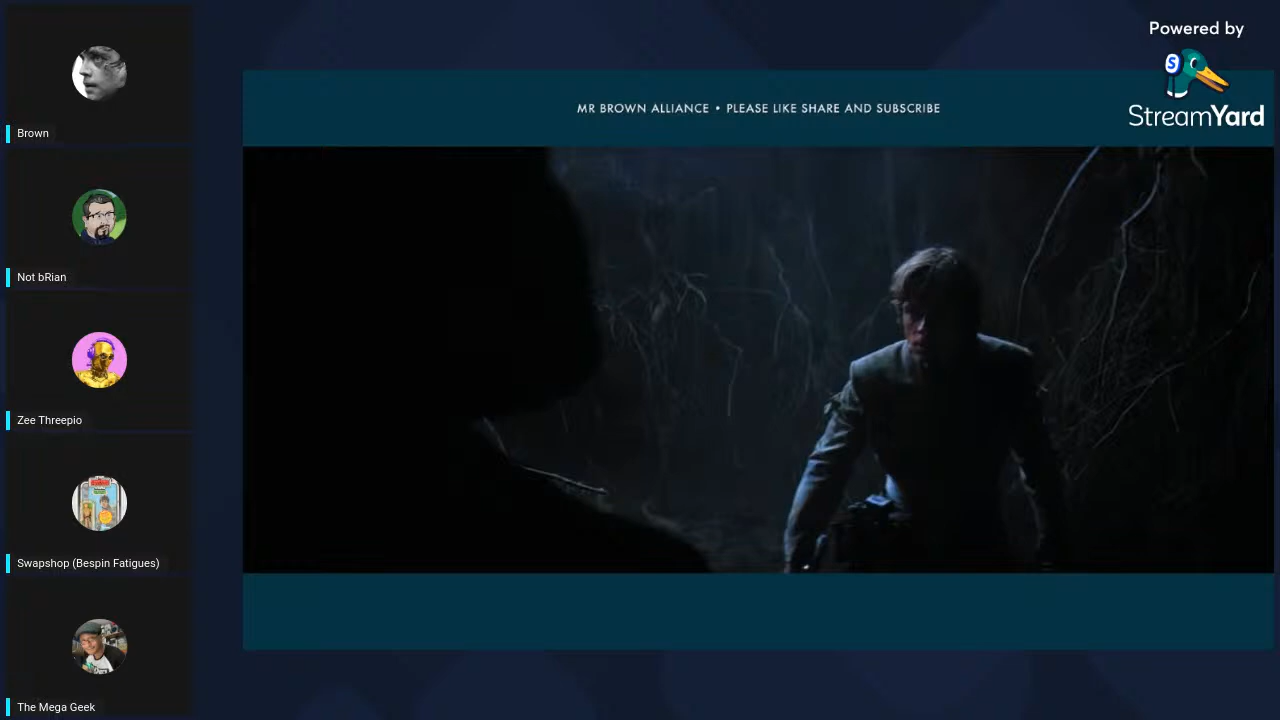 Powered by
S
StreamYard
MR BROWN ALLIANCE • PLEASE LIKE SHARE AND SUBSCRIBE
Brown
Not bRian
Zee Threepio
Swapshop (Bespin Fatigues)
The Mega Geek